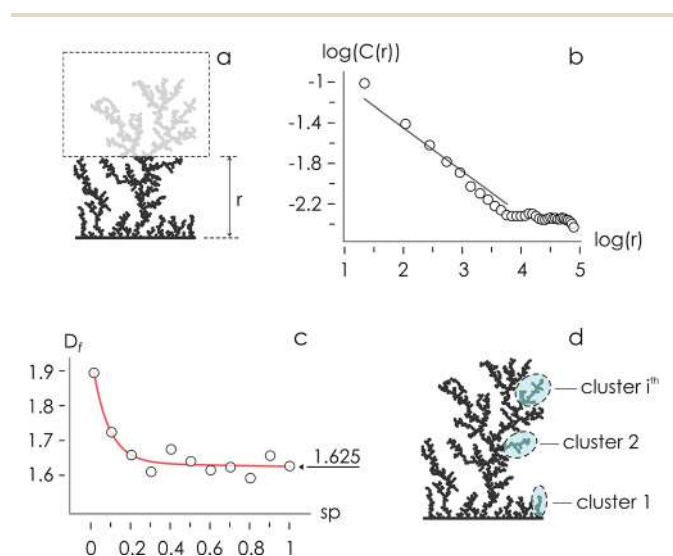 a
r
log(C(r))
b
-1
-1.4
-1.8
-2.2
log(r)
1 2 3 4 5
D_f
c
1.9
1.8
1.7
1.6
1.625
sp
0 0.2 0.4 0.6 0.8 1
d
cluster i^th
cluster 2
cluster 1